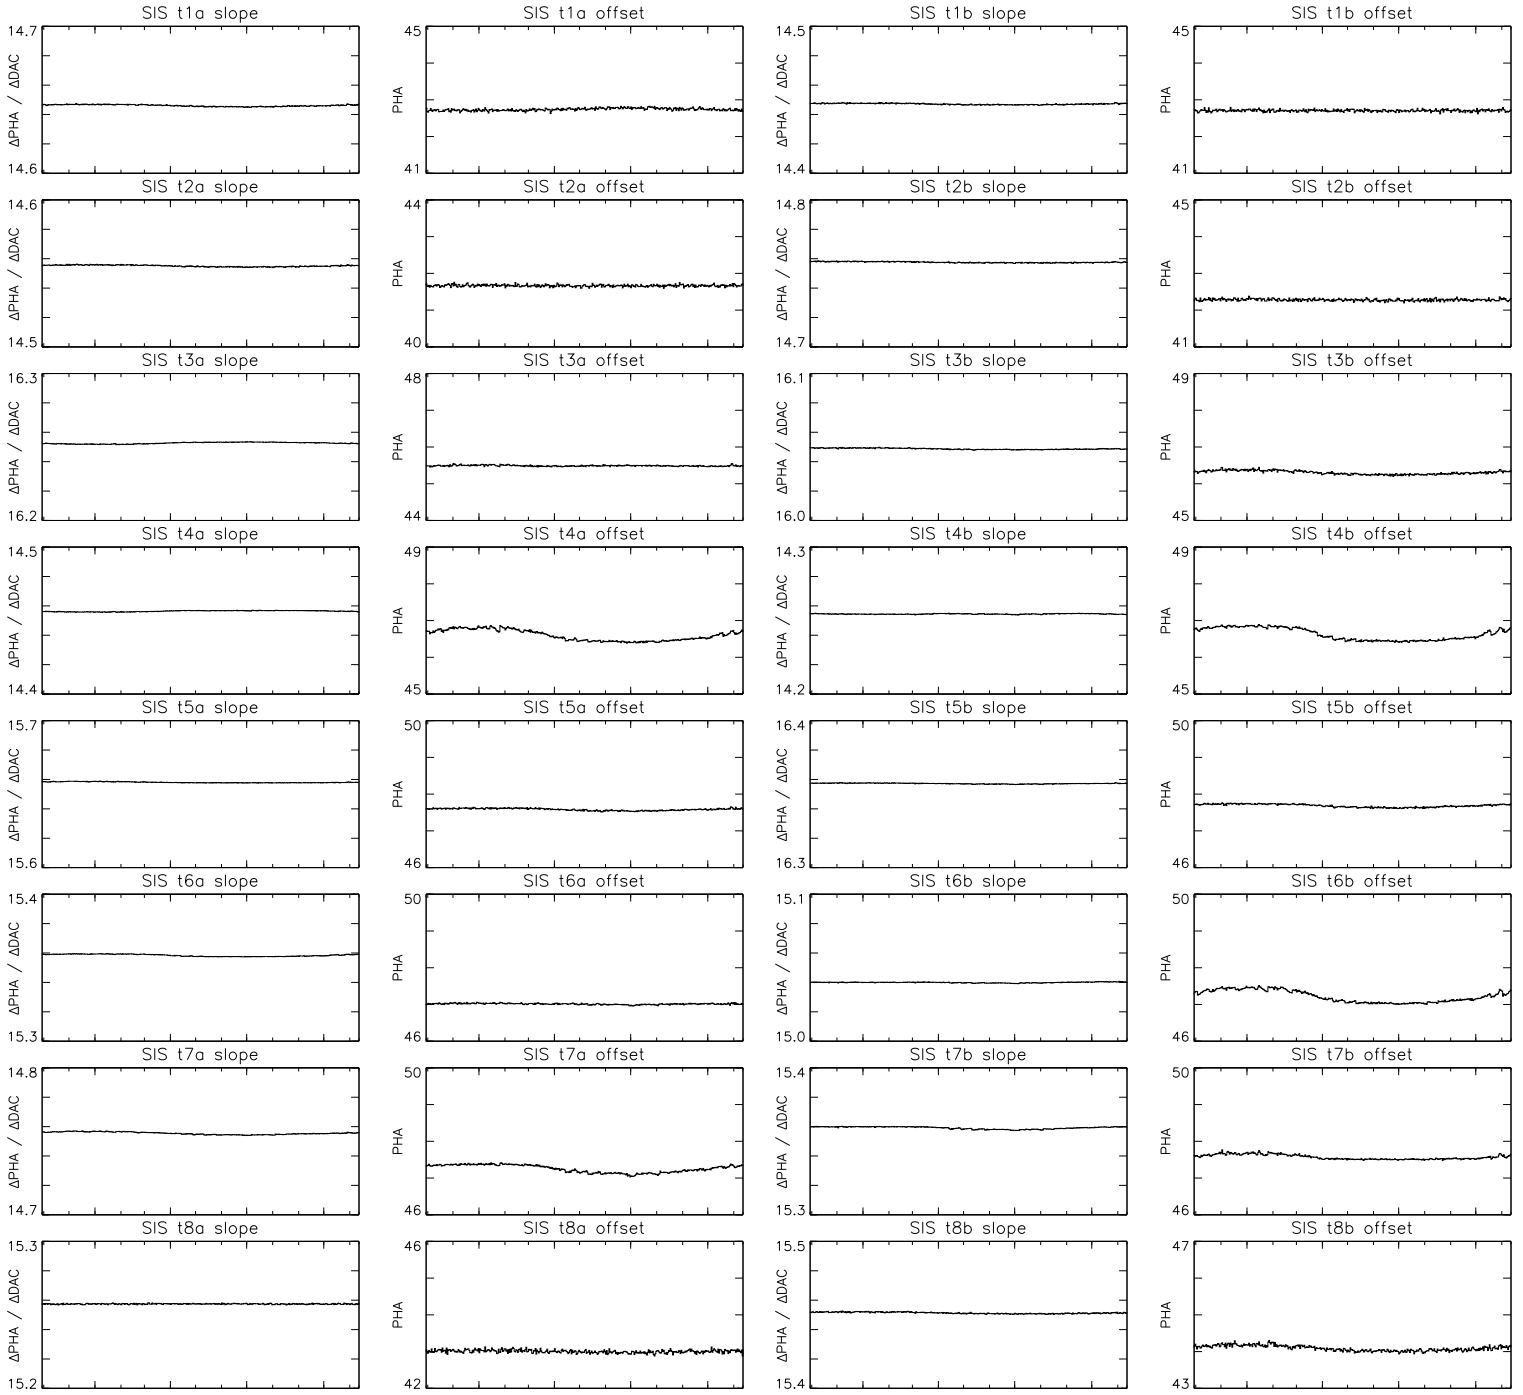 SIS t1a slope
SIS t1a offset
SIS t1b slope
SIS t1b offset
14.7
ΔPHA / ΔDAC
14.6
45
PHA
41
14.5
ΔPHA / ΔDAC
14.4
45
PHA
41
SIS t2a slope
SIS t2a offset
SIS t2b slope
SIS t2b offset
14.6
ΔPHA / ΔDAC
14.5
44
PHA
40
14.8
ΔPHA / ΔDAC
14.7
45
PHA
41
SIS t3a slope
SIS t3a offset
SIS t3b slope
SIS t3b offset
16.3
ΔPHA / ΔDAC
16.2
48
PHA
44
16.1
ΔPHA / ΔDAC
16.0
49
PHA
45
SIS t4a slope
SIS t4a offset
SIS t4b slope
SIS t4b offset
14.5
ΔPHA / ΔDAC
14.4
49
PHA
45
14.3
ΔPHA / ΔDAC
14.2
49
PHA
45
SIS t5a slope
SIS t5a offset
SIS t5b slope
SIS t5b offset
15.7
ΔPHA / ΔDAC
15.6
50
PHA
46
16.4
ΔPHA / ΔDAC
16.3
50
PHA
46
SIS t6a slope
SIS t6a offset
SIS t6b slope
SIS t6b offset
15.4
ΔPHA / ΔDAC
15.3
50
PHA
46
15.1
ΔPHA / ΔDAC
15.0
50
PHA
46
SIS t7a slope
SIS t7a offset
SIS t7b slope
SIS t7b offset
14.8
ΔPHA / ΔDAC
14.7
50
PHA
46
15.4
ΔPHA / ΔDAC
15.3
50
PHA
46
SIS t8a slope
SIS t8a offset
SIS t8b slope
SIS t8b offset
15.3
ΔPHA / ΔDAC
15.2
46
PHA
42
15.5
ΔPHA / ΔDAC
15.4
47
PHA
43